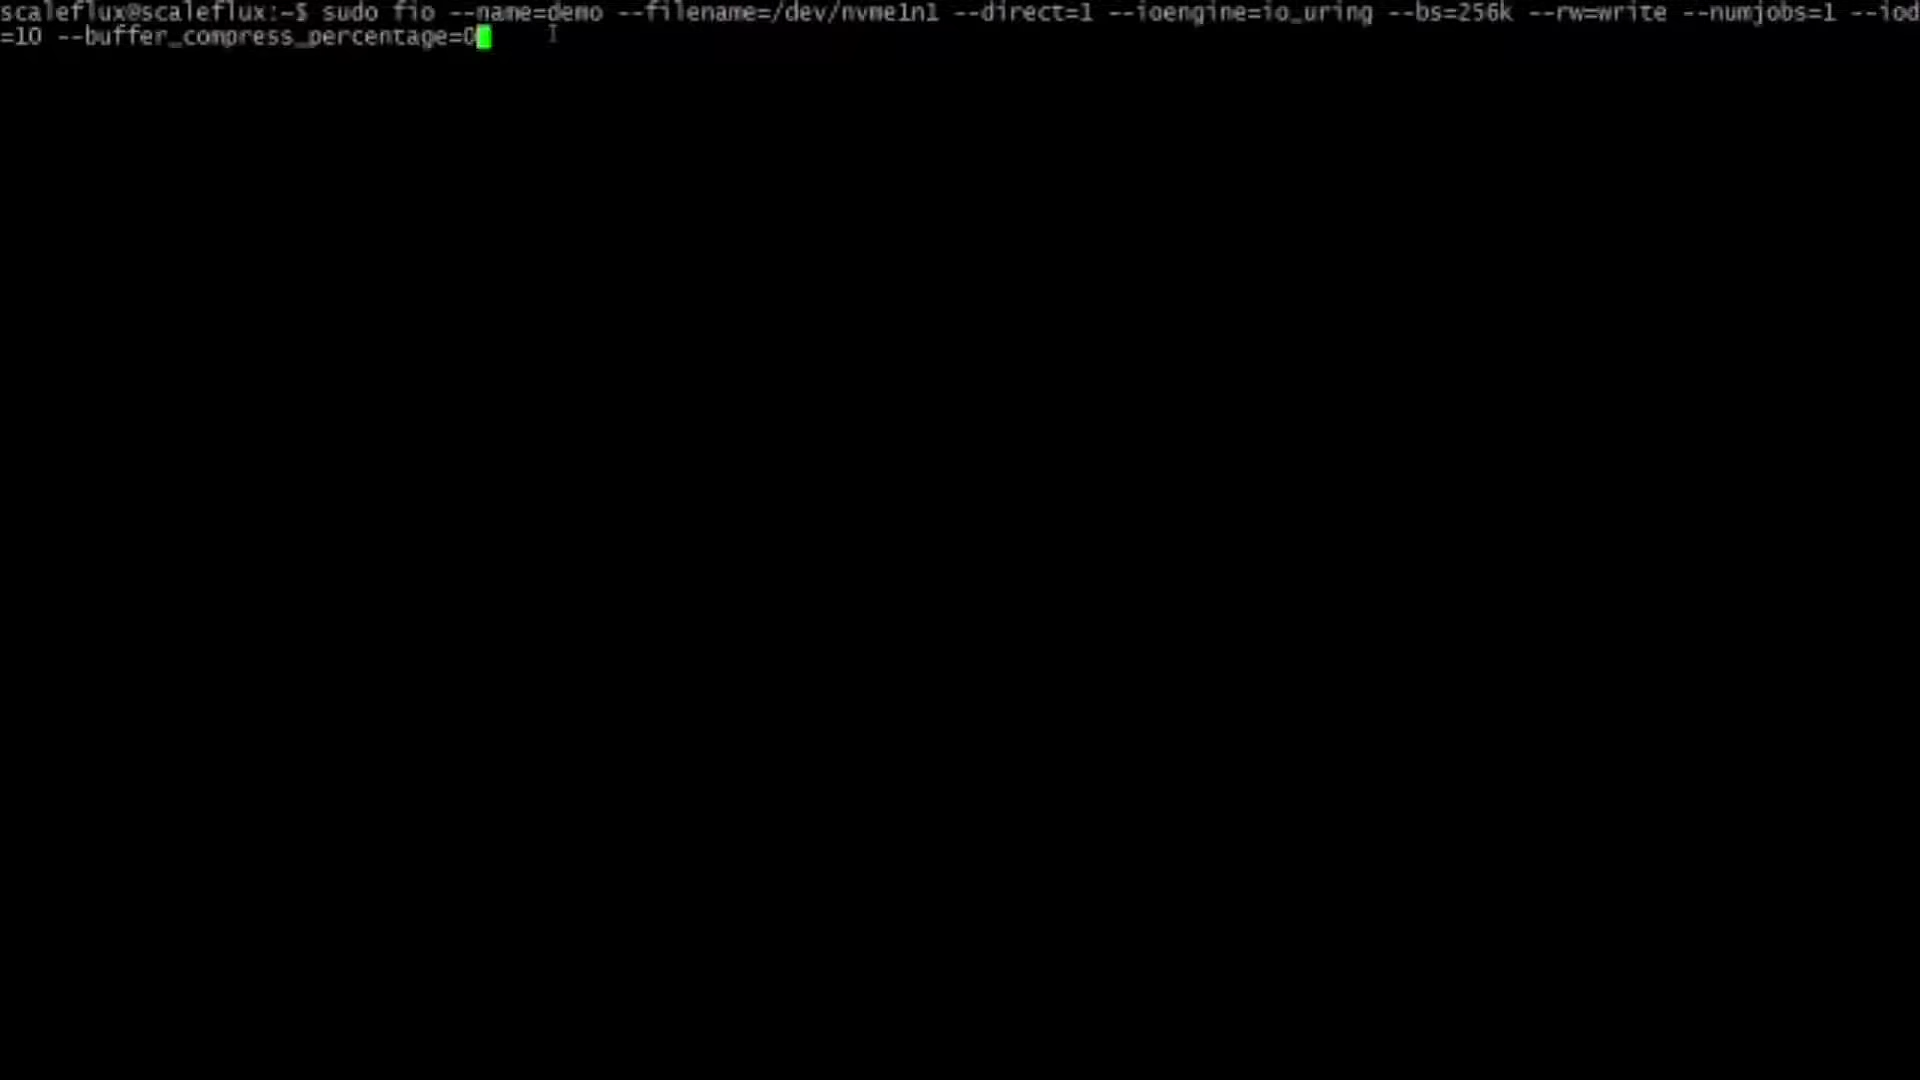 scaleflux@scaleflux:~$ sudo fio --name=demo --filename=/dev/nvme1n1 --direct=1 --ioengine=io_uring --bs=256k --rw=write --numjobs=1 --iod
=10 --buffer_compress_percentage=0